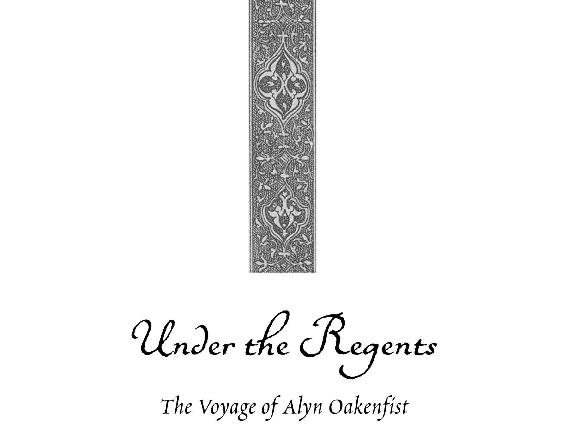 Under the Regents
The Voyage of Alyn Oakenfist